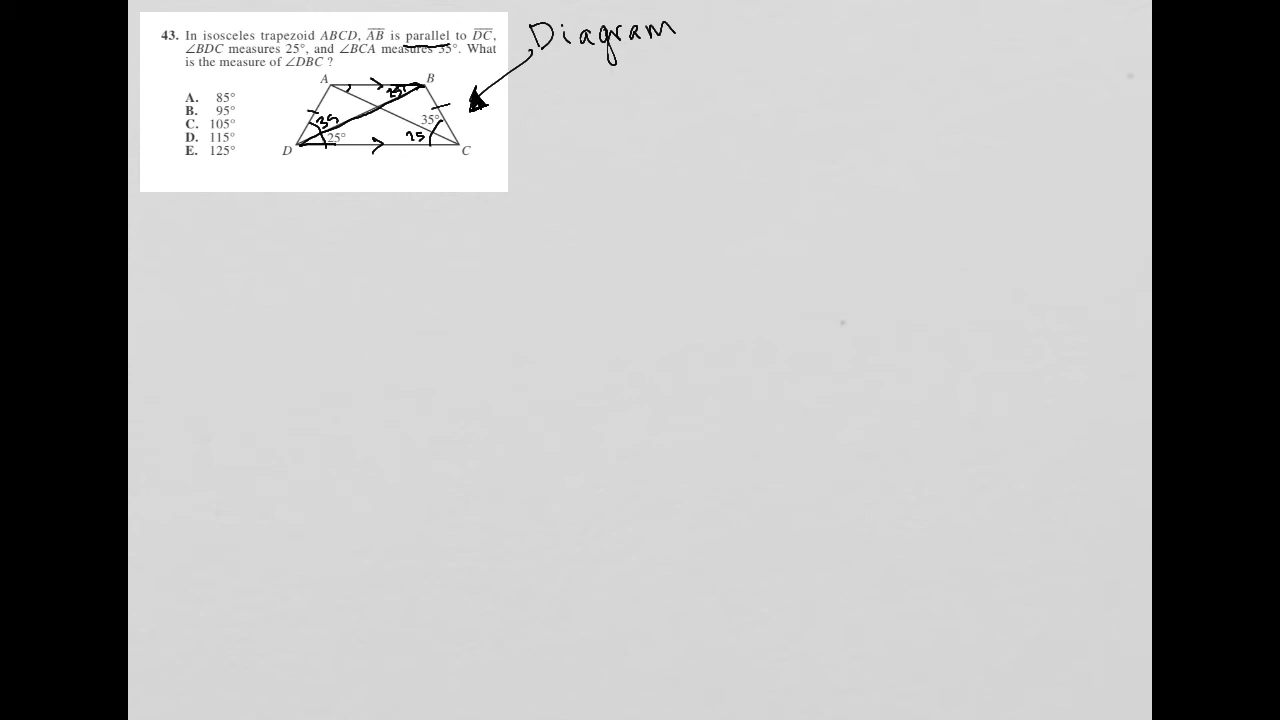 43. In isosceles trapezoid ABCD, AB is parallel to DC,
∠BDC measures 25°, and ∠BCA measures 35°. What
is the measure of ∠DBC ?
A. 85°
B. 95°
C. 105°
D. 115°
E. 125°
Diagram
A
B
25
35
35°
25°
25
D
C